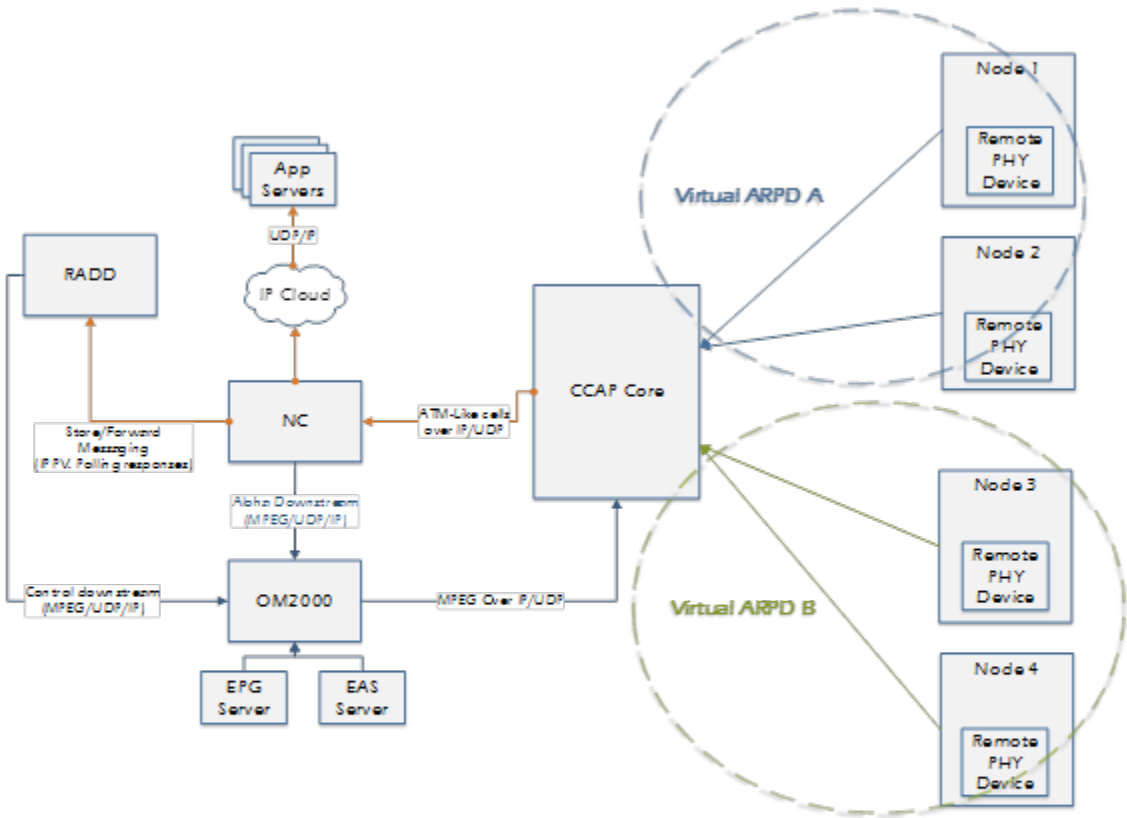 Node 1
Remote
PHY
Device
App
Servers
Virtual ARPD A
UDP/IP
Node 2
RADD
IP Cloud
Remote
PHY
Device
CCAP Core
NC
ATM-Like cells
over IP/UDP
Store/Forward
Messaging
(IPPV. Polling responses)
Node 3
Alpha Downstream
(MPEG/UDP/IP)
Remote
PHY
Device
Control downstream
(MPEG/UDP/IP)
OM2000
MPEG Over IP/UDP
Virtual ARPD B
Node 4
EPG
Server
EAS
Server
Remote
PHY
Device